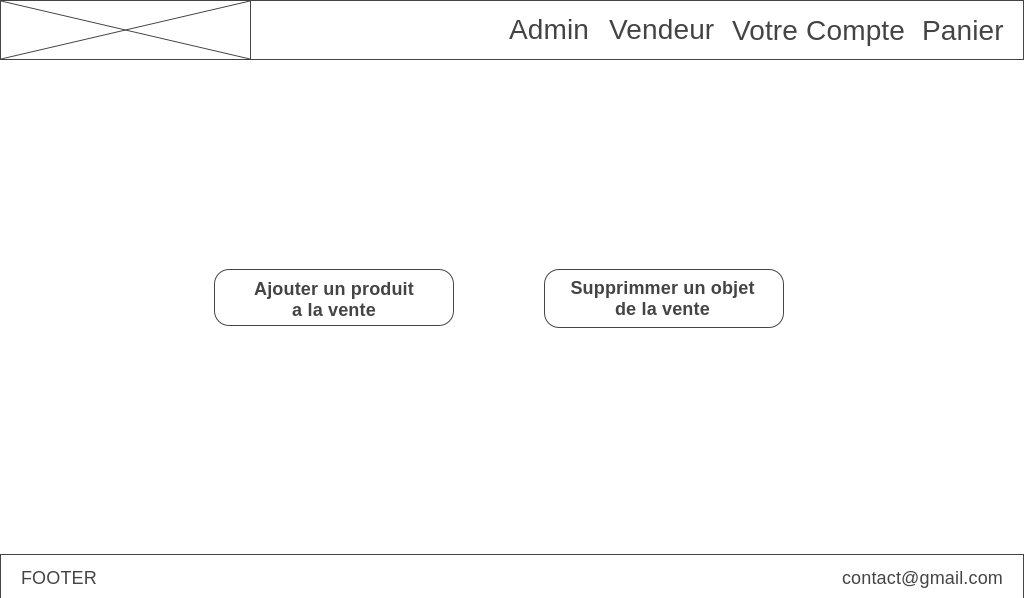 Admin Vendeur Votre Compte Panier
Ajouter un produit
a la vente
Supprimmer un objet
de la vente
FOOTER
contact@gmail.com